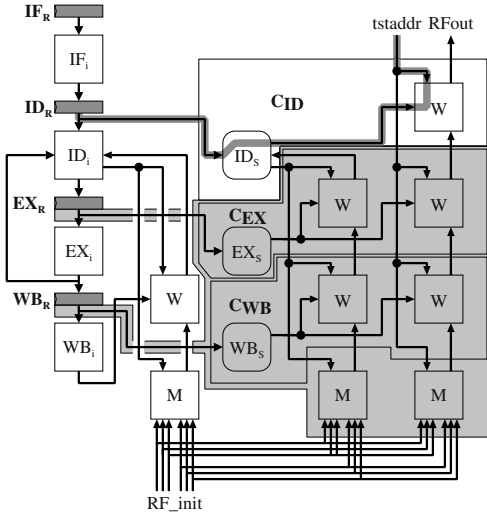 IF_R
tstaddr RFout
IF_i
ID_R
C_ID
W
ID_i
ID_S
EX_R
C_EX
W W
EX_i
EX_S
WB_R
W
C_WB
W W
WB_i
WB_S
M M M
RF_init